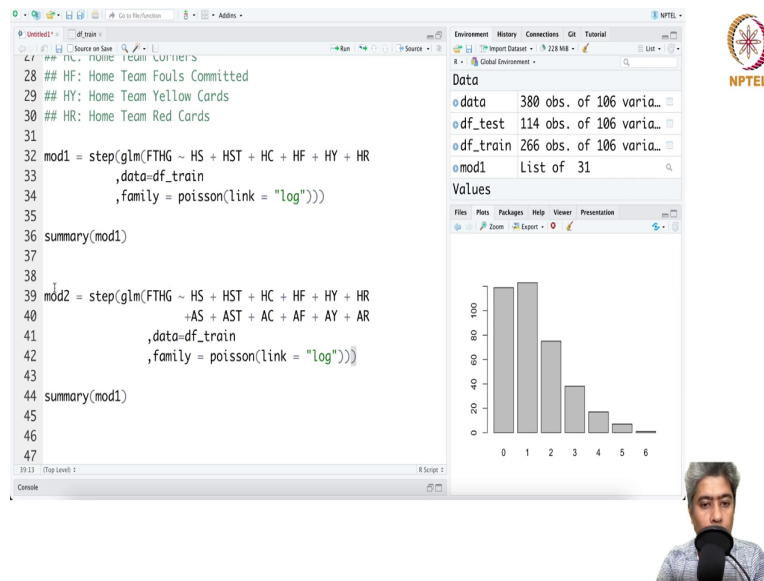 Go to file/function
Addins
NPTEL
Untitled1*
df_train
Source on Save
Run
Source
27 ## HC: Home Team Corners
28 ## HF: Home Team Fouls Committed
29 ## HY: Home Team Yellow Cards
30 ## HR: Home Team Red Cards
31
32 mod1 = step(glm(FTHG ~ HS + HST + HC + HF + HY + HR
33 ,data=df_train
34 ,family = poisson(link = "log")))
35
36 summary(mod1)
37
38
39 mod2 = step(glm(FTHG ~ HS + HST + HC + HF + HY + HR
40 +AS + AST + AC + AF + AY + AR
41 ,data=df_train
42 ,family = poisson(link = "log")))
43
44 summary(mod1)
45
46
47
39:13 (Top Level)
R Script
Console
Environment History Connections Git Tutorial
Import Dataset
228 MiB
List
R
Global Environment
Data
data 380 obs. of 106 varia…
df_test 114 obs. of 106 varia…
df_train 266 obs. of 106 varia…
mod1 List of 31
Values
Files Plots Packages Help Viewer Presentation
Zoom
Export
100
80
60
40
20
0
0 1 2 3 4 5 6
NPTEL